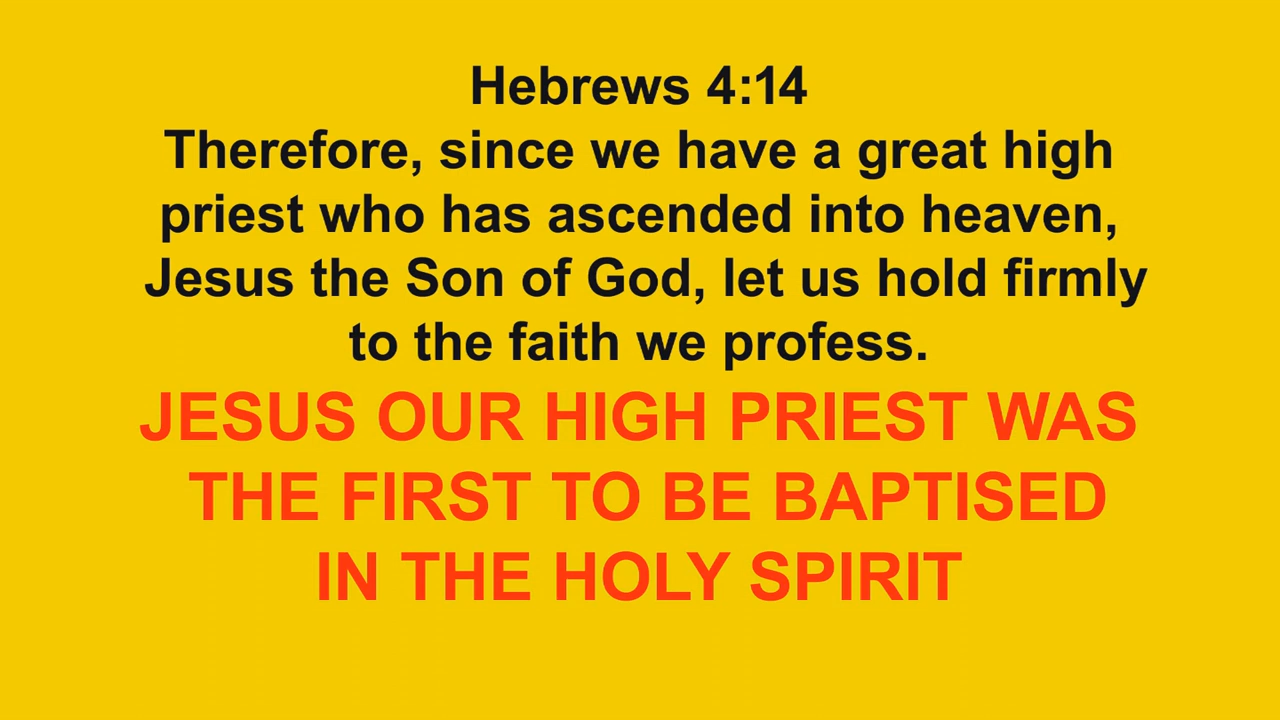 Hebrews 4:14
Therefore, since we have a great high
priest who has ascended into heaven,
Jesus the Son of God, let us hold firmly
to the faith we profess.
JESUS OUR HIGH PRIEST WAS
THE FIRST TO BE BAPTISED
IN THE HOLY SPIRIT